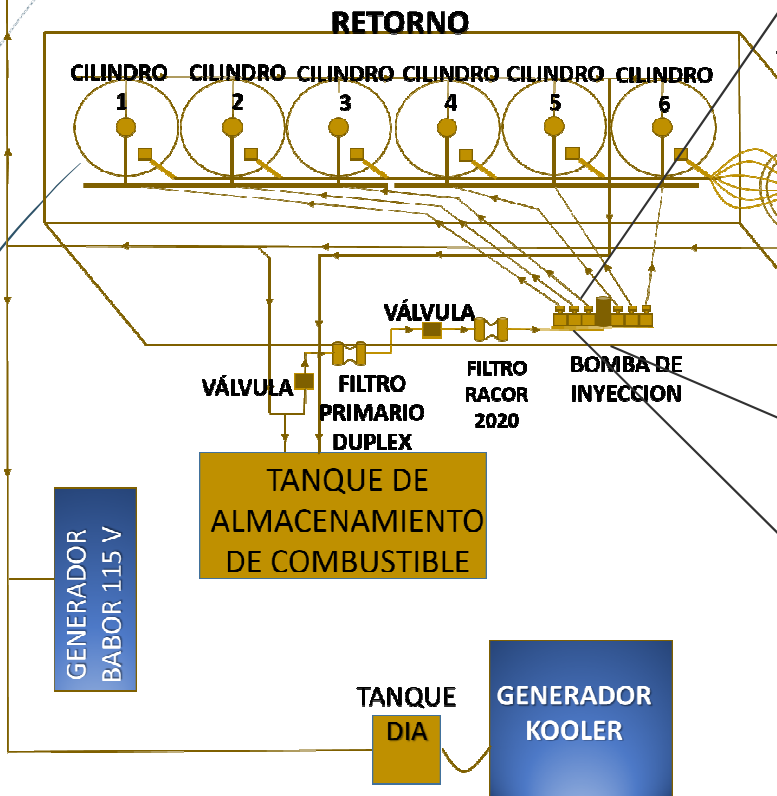 RETORNO
CILINDRO CILINDRO CILINDRO CILINDRO CILINDRO CILINDRO
1 2 3 4 5 6
VÁLVULA
VÁLVULA
FILTRO
PRIMARIO
DUPLEX
FILTRO
RACOR
2020
BOMBA DE
INYECCION
TANQUE DE
ALMACENAMIENTO
DE COMBUSTIBLE
GENERADOR
BABOR 115 V
TANQUE
DIA
GENERADOR
KOOLER